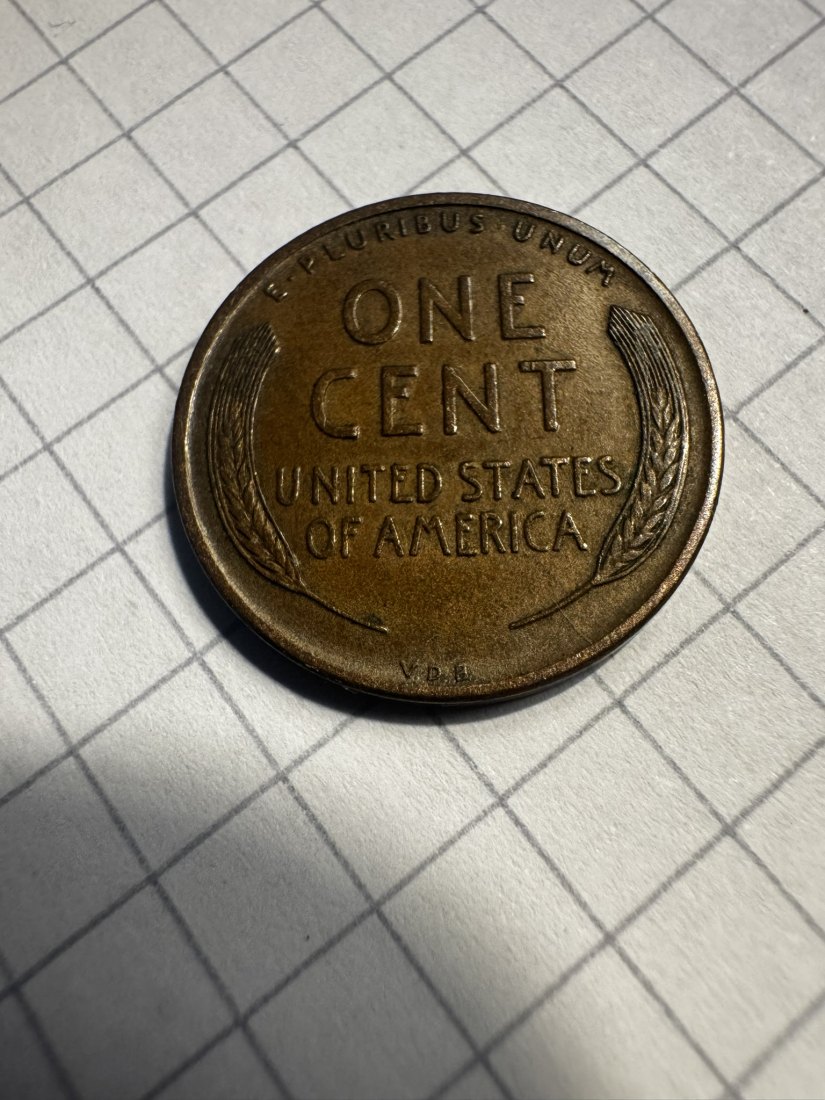 E·PLURIBUS·UNUM
ONE
CENT
UNITED STATES
OF AMERICA
V.D.B.